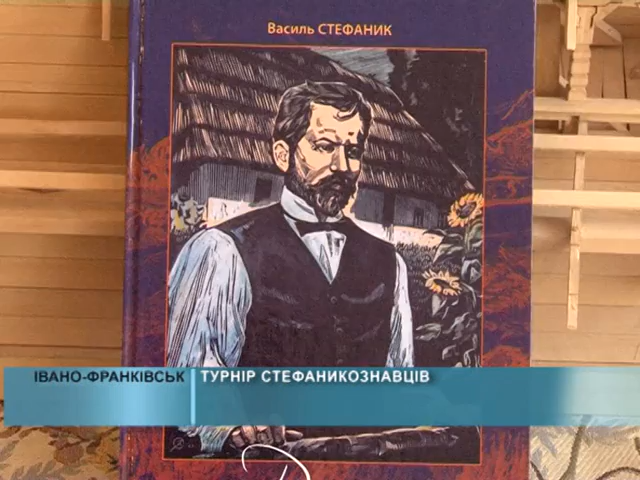 Василь СТЕФАНИК
ІВАНО-ФРАНКІВСЬК
ТУРНІР СТЕФАНИКОЗНАВЦІВ